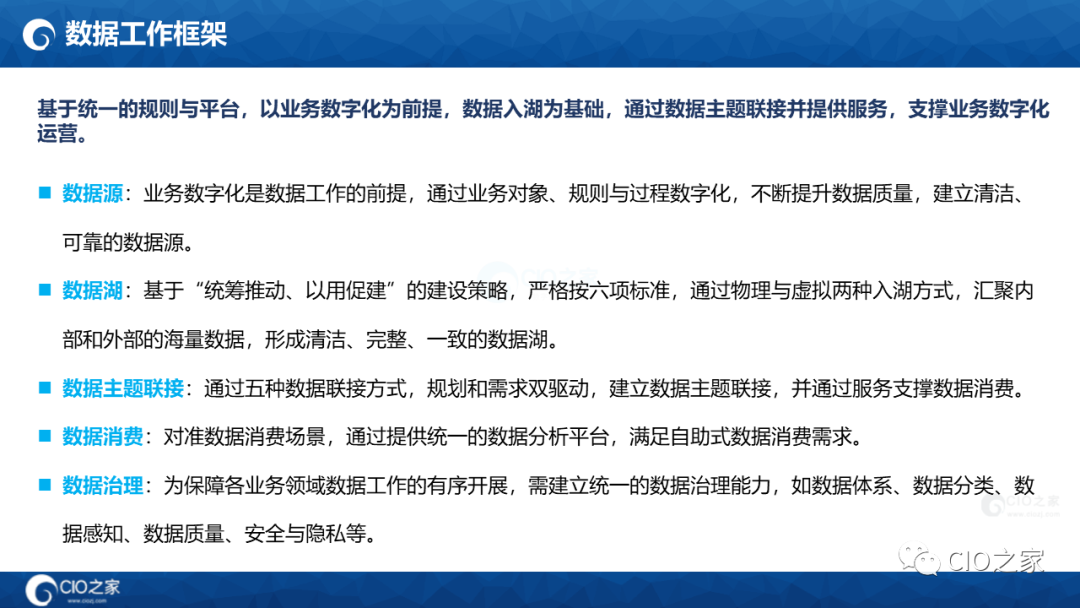 数据工作框架
基于统一的规则与平台，以业务数字化为前提，数据入湖为基础，通过数据主题联接并提供服务，支撑业务数字化
运营。
■ 数据源：业务数字化是数据工作的前提，通过业务对象、规则与过程数字化，不断提升数据质量，建立清洁、
可靠的数据源。
■ 数据湖：基于“统筹推动、以用促建”的建设策略，严格按六项标准，通过物理与虚拟两种入湖方式，汇聚内
部和外部的海量数据，形成清洁、完整、一致的数据湖。
■ 数据主题联接：通过五种数据联接方式，规划和需求双驱动，建立数据主题联接，并通过服务支撑数据消费。
■ 数据消费：对准数据消费场景，通过提供统一的数据分析平台，满足自助式数据消费需求。
■ 数据治理：为保障各业务领域数据工作的有序开展，需建立统一的数据治理能力，如数据体系、数据分类、数
据感知、数据质量、安全与隐私等。
CIO之家
CIO之家
www.ciozj.com
CIO之家
CIO之家
www.ciozj.com